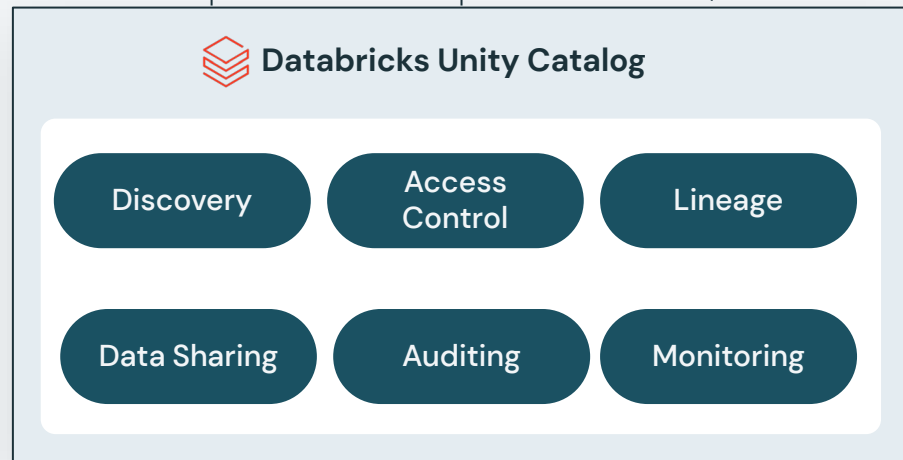 Databricks Unity Catalog
Discovery
Access
Control
Lineage
Data Sharing
Auditing
Monitoring